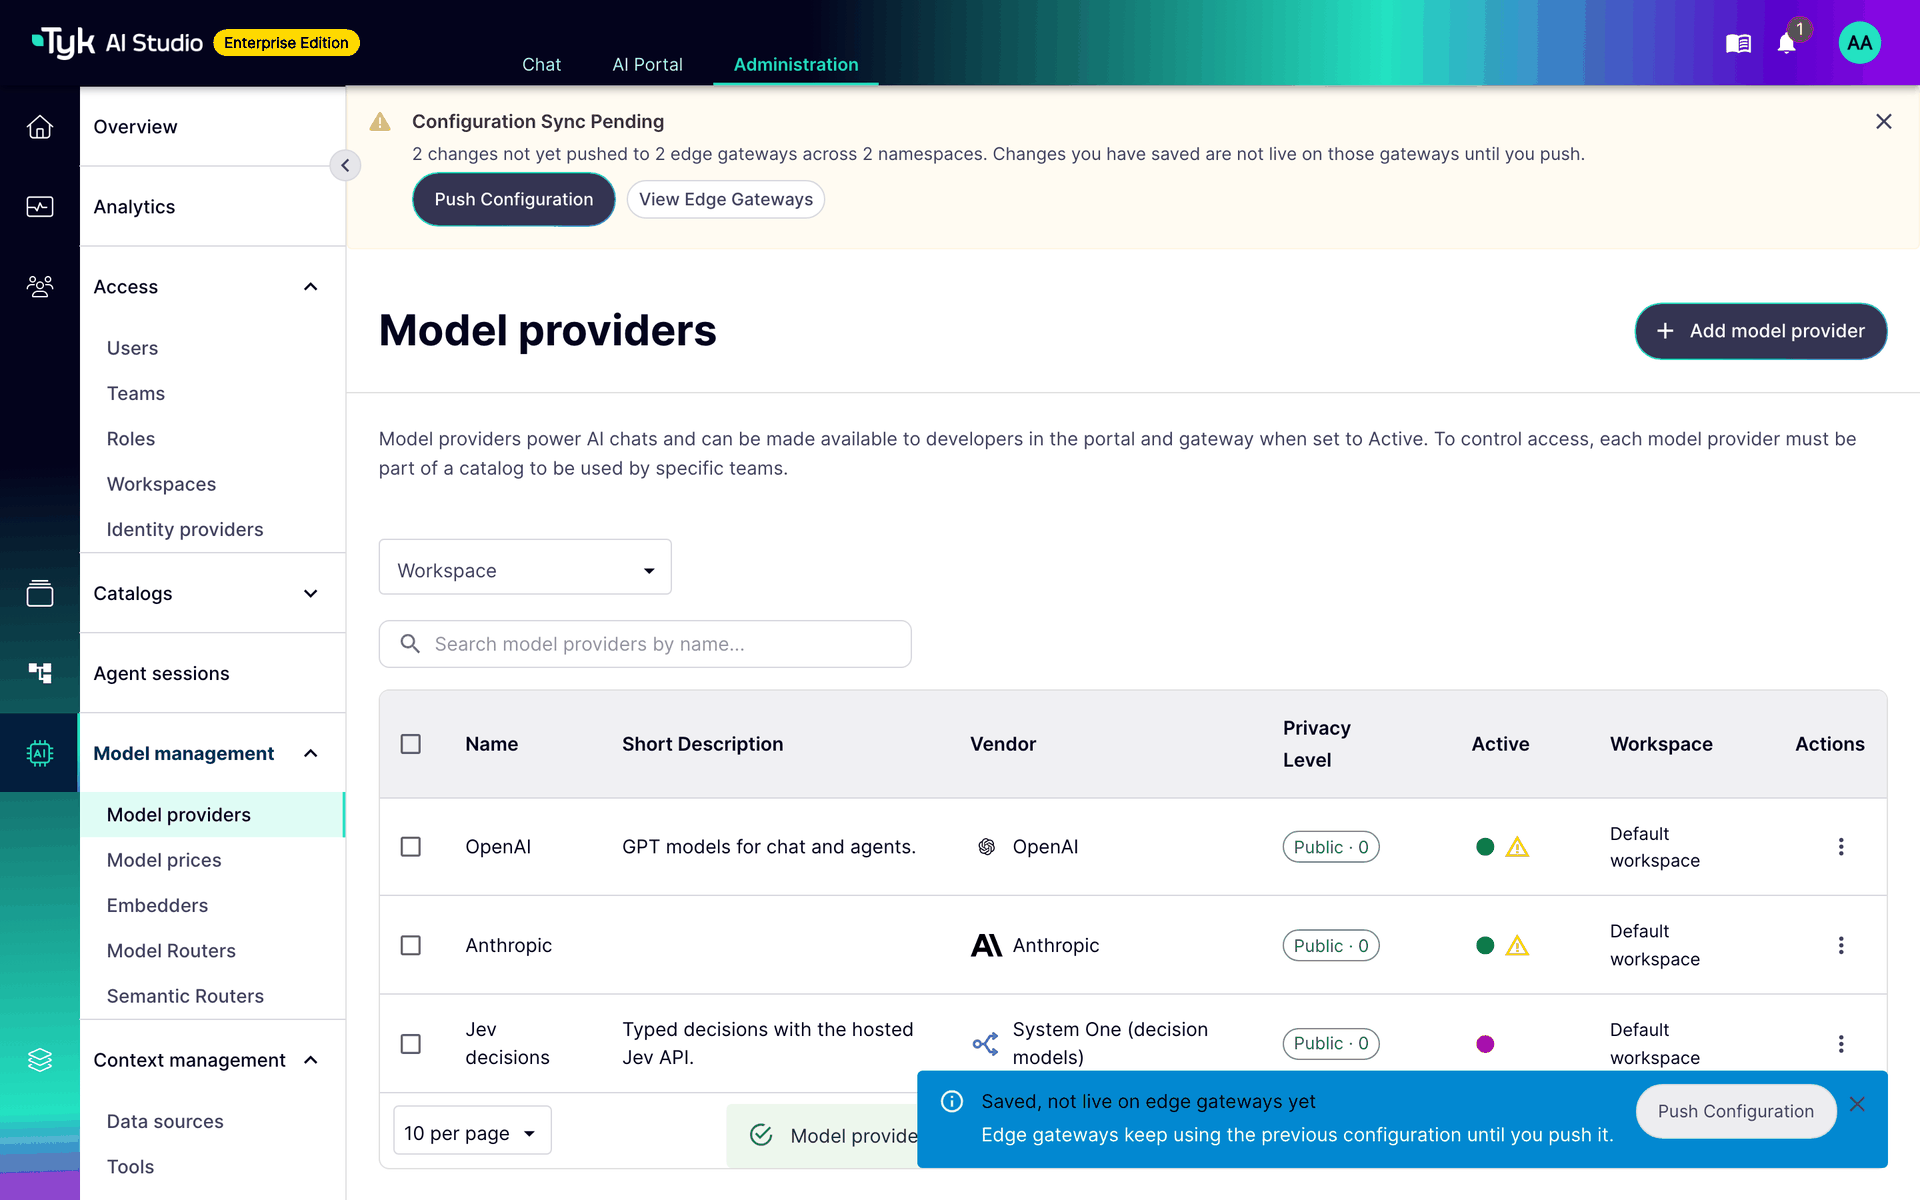 Tyk AI Studio Enterprise Edition
Chat
AI Portal
Administration
1
AA
Overview
Analytics
Access
Users
Teams
Roles
Workspaces
Identity providers
Catalogs
Agent sessions
Model management
Model providers
Model prices
Embedders
Model Routers
Semantic Routers
Context management
Data sources
Tools
Configuration Sync Pending
2 changes not yet pushed to 2 edge gateways across 2 namespaces. Changes you have saved are not live on those gateways until you push.
Push Configuration
View Edge Gateways
Model providers
Add model provider
Model providers power AI chats and can be made available to developers in the portal and gateway when set to Active. To control access, each model provider must be
part of a catalog to be used by specific teams.
Workspace
Search model providers by name...
Name
Short Description
Vendor
Privacy
Level
Active
Workspace
Actions
OpenAI
GPT models for chat and agents.
OpenAI
Public · 0
Default
workspace
Anthropic
Anthropic
Public · 0
Default
workspace
Jev
decisions
Typed decisions with the hosted
Jev API.
System One (decision
models)
Public · 0
Default
workspace
10 per page
Model provide
Saved, not live on edge gateways yet
Edge gateways keep using the previous configuration until you push it.
Push Configuration